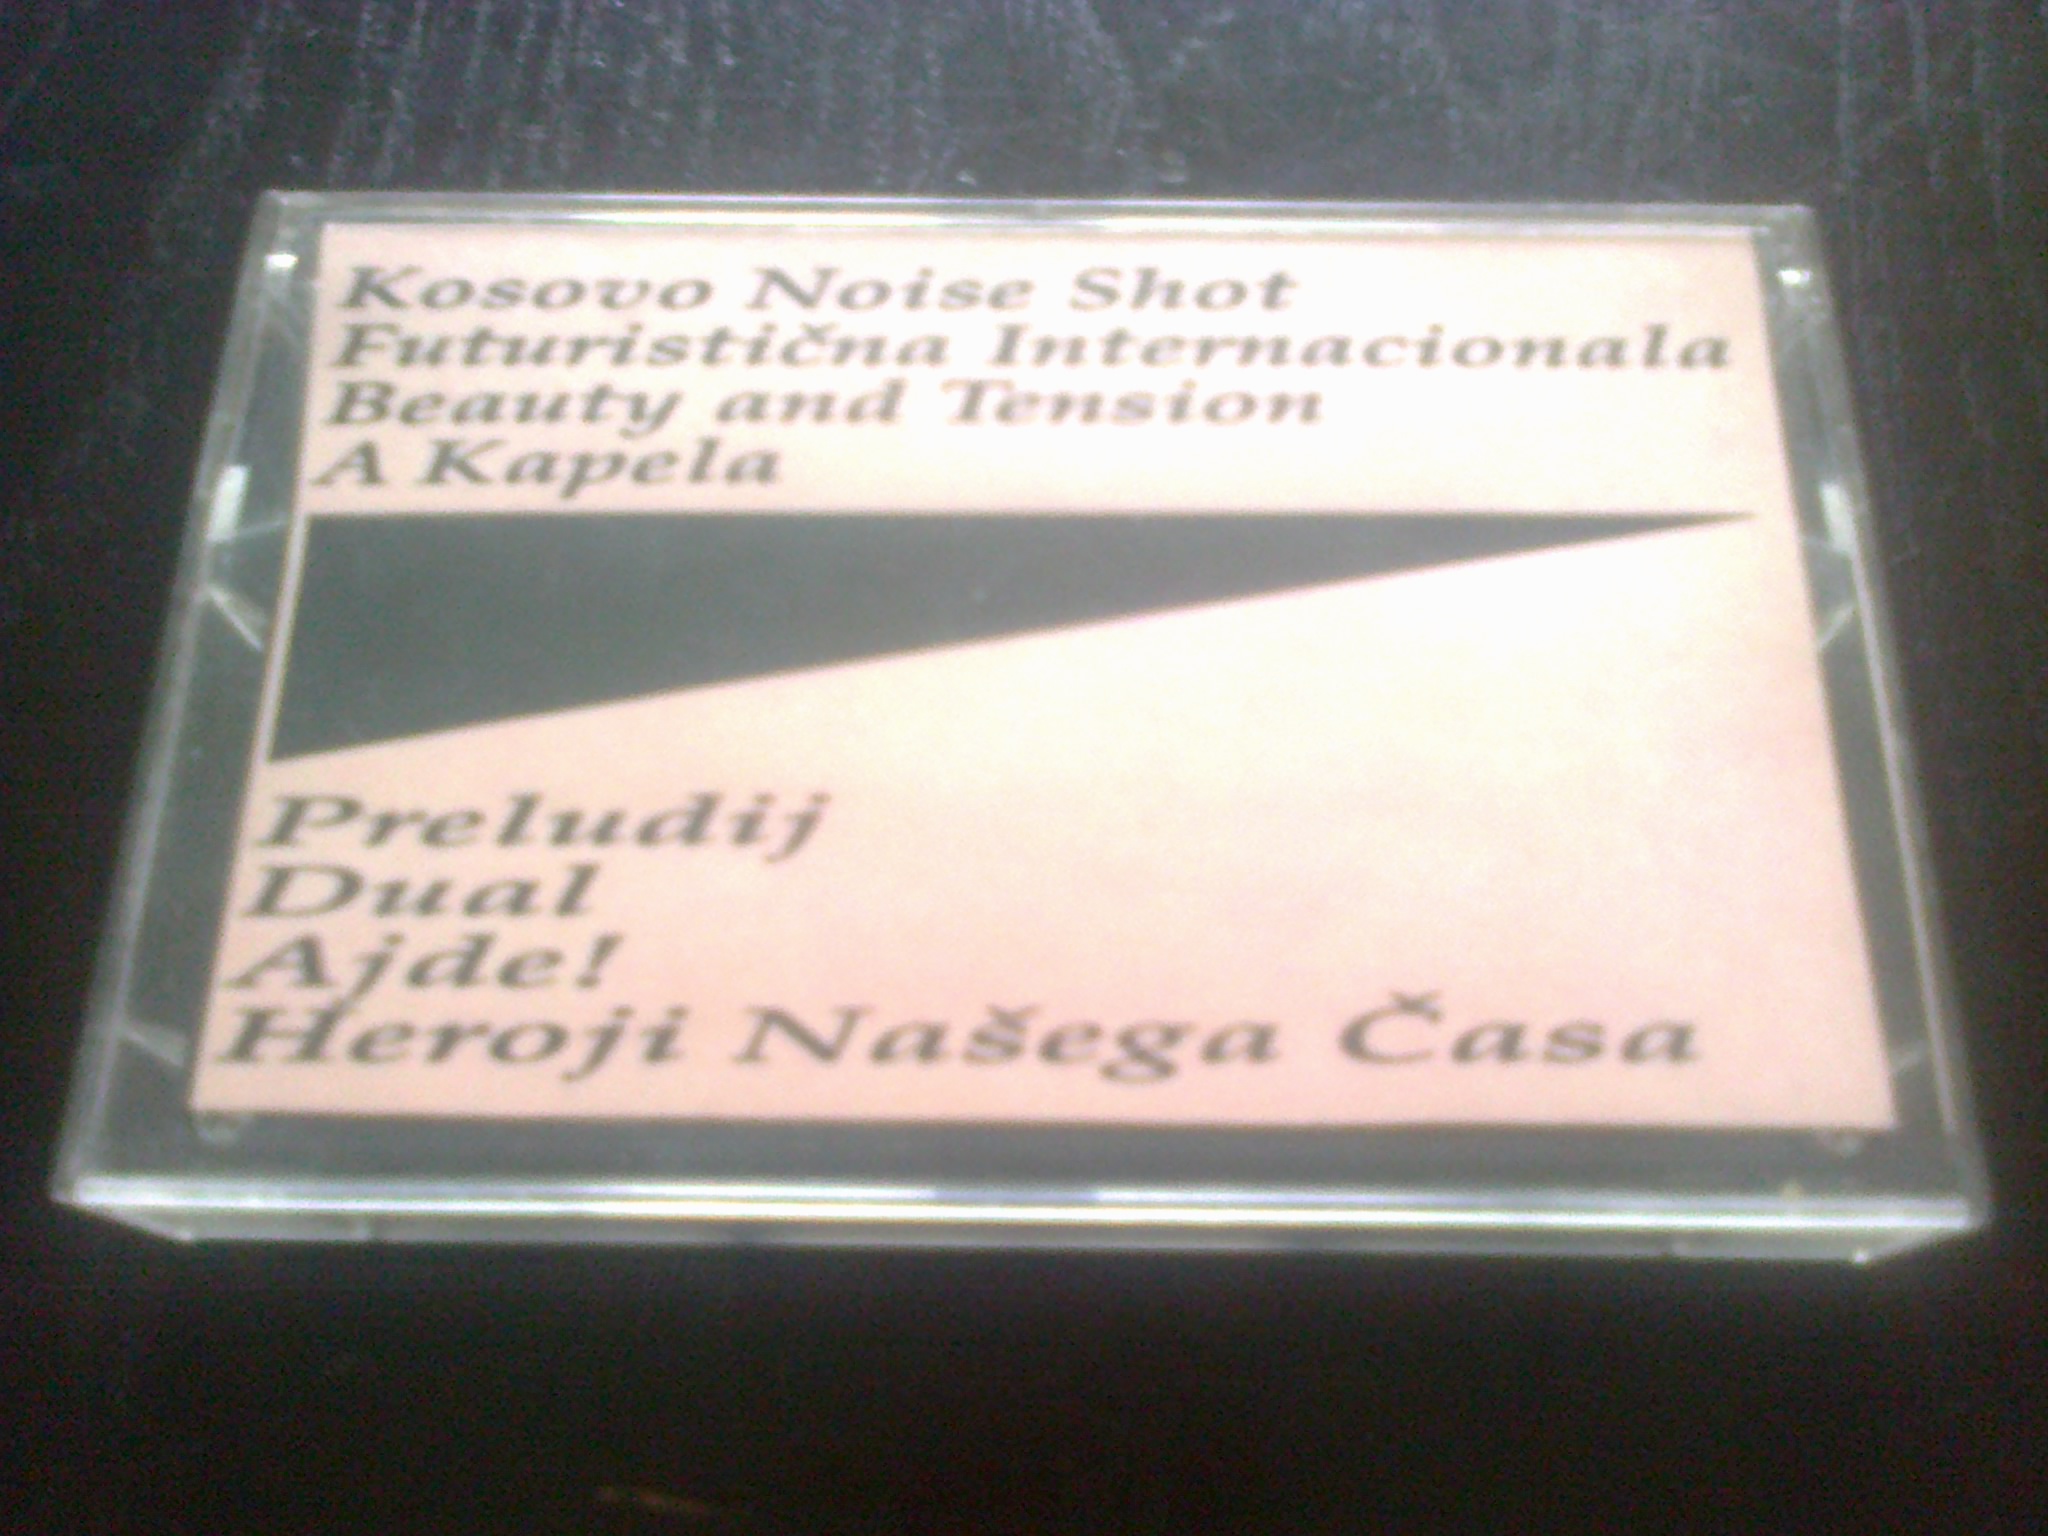 Kosovo Noise Shot
Futuristična Internacionala
Beauty and Tension
A Kapela
Preludij
Dual
Ajde!
Heroji Našega Časa